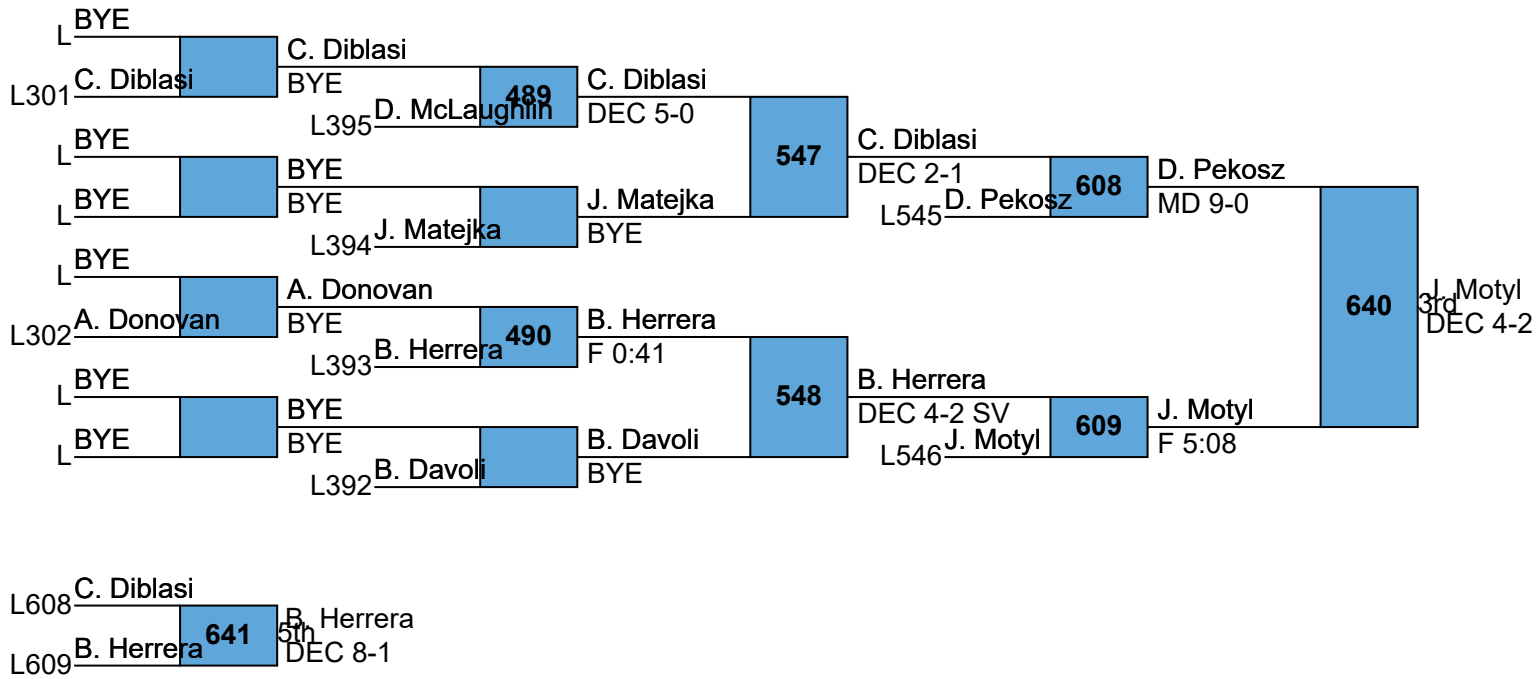 BYE
L
C. Diblasi
L301
C. Diblasi
BYE
489
D. McLaughlin
L395
C. Diblasi
DEC 5-0
BYE
L
BYE
L
BYE
BYE
J. Matejka
L394
J. Matejka
BYE
547
C. Diblasi
DEC 2-1
608
D. Pekosz
L545
D. Pekosz
MD 9-0
BYE
L
A. Donovan
L302
A. Donovan
BYE
490
B. Herrera
L393
B. Herrera
F 0:41
BYE
L
BYE
L
BYE
BYE
B. Davoli
L392
B. Davoli
BYE
548
B. Herrera
DEC 4-2 SV
609
J. Motyl
L546
J. Motyl
F 5:08
640
3rd
J. Motyl
DEC 4-2
C. Diblasi
L608
641
B. Herrera
L609
5th
B. Herrera
DEC 8-1